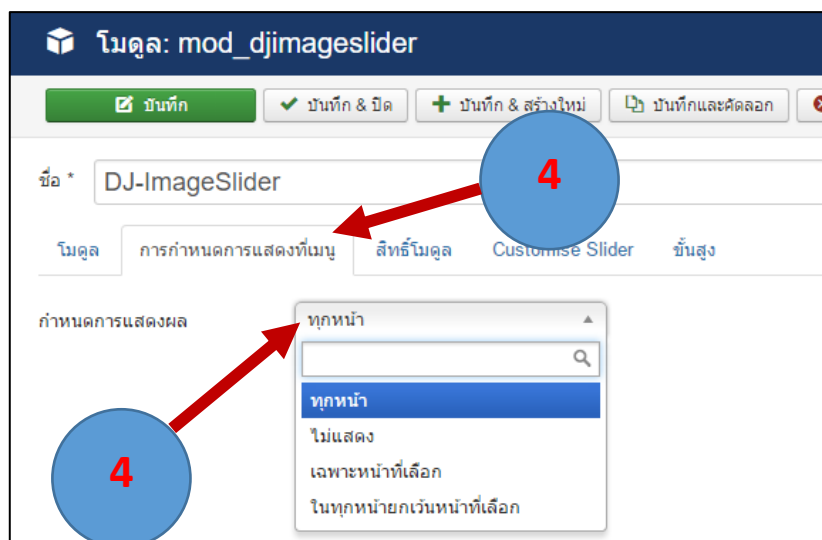 โมดูล: mod_djimageslider
บันทึก บันทึก & ปิด บันทึก & สร้างใหม่ บันทึกและคัดลอก
ชื่อ * DJ-ImageSlider
4
โมดูล การกำหนดการแสดงที่เมนู สิทธิ์โมดูล Customise Slider ขั้นสูง
กำหนดการแสดงผล ทุกหน้า
ทุกหน้า
ไม่แสดง
4
เฉพาะหน้าที่เลือก
ในทุกหน้ายกเว้นหน้าที่เลือก